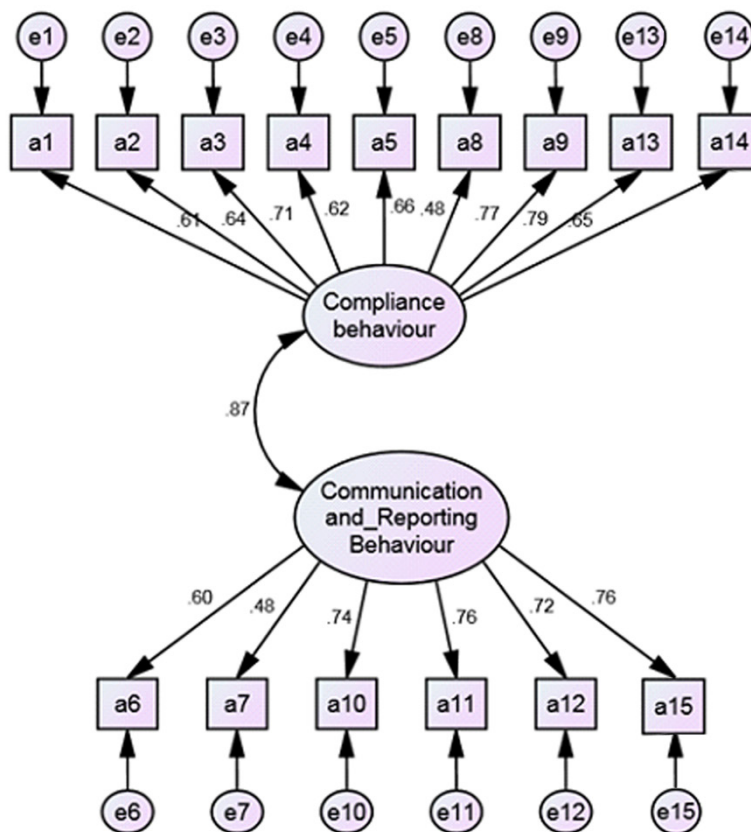 e1 e2 e3 e4 e5 e8 e9 e13 e14
a1 a2 a3 a4 a5 a8 a9 a13 a14
.61 .64 .71 .62 .66 .48 .77 .79 .65
Compliance
behaviour
.87
Communication
and_Reporting
Behaviour
.60 .48 .74 .76 .72 .76
a6 a7 a10 a11 a12 a15
e6 e7 e10 e11 e12 e15